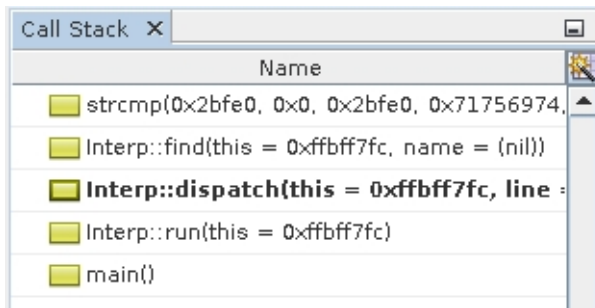 Call Stack
Name
strcmp(0x2bfe0, 0x0, 0x2bfe0, 0x71756974,
Interp::find(this = 0xffbff7fc, name = (nil))
Interp::dispatch(this = 0xffbff7fc, line =
Interp::run(this = 0xffbff7fc)
main()